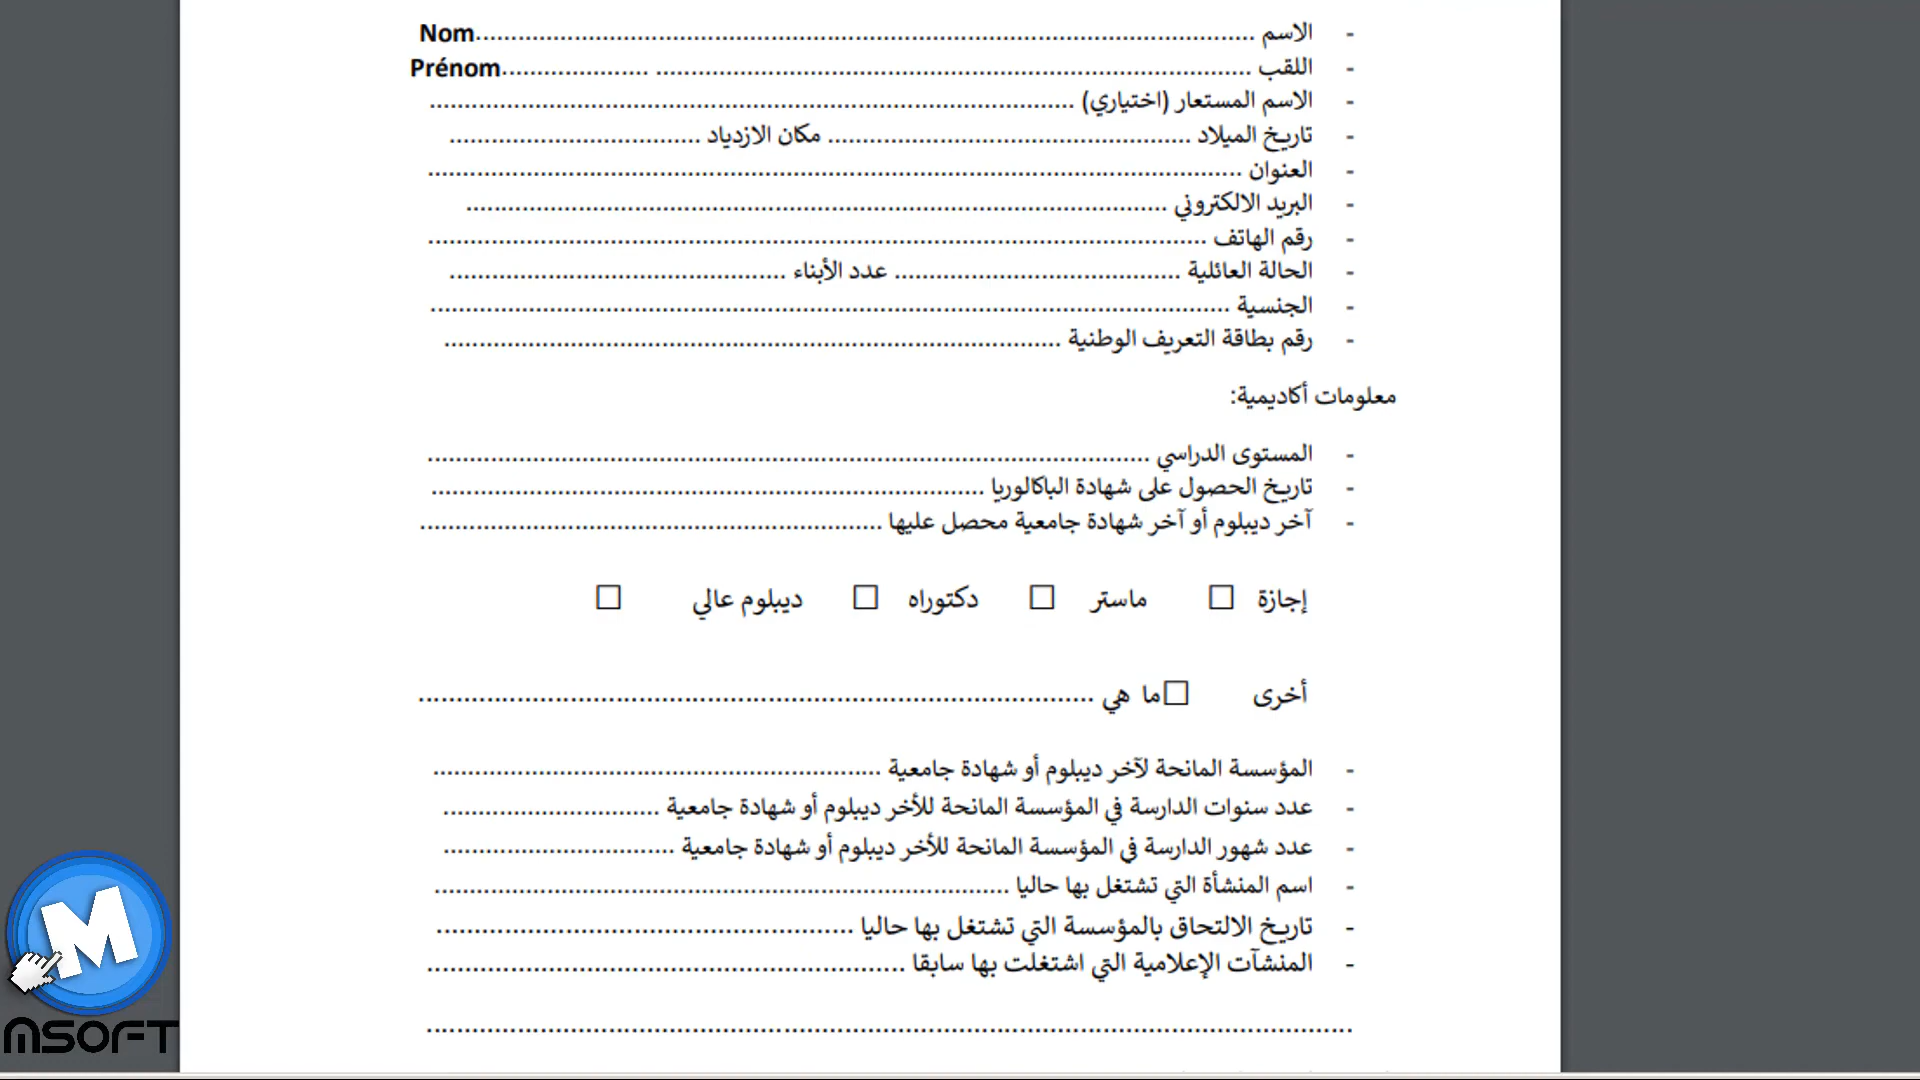 - الاسم ........................................Nom
- اللقب ........................................Prénom
- الاسم المستعار (اختياري) ........................................
- تاريخ الميلاد ........................................ مكان الازدياد ........................................
- العنوان ........................................
- البريد الالكتروني ........................................
- رقم الهاتف ........................................
- الحالة العائلية ........................................ عدد الأبناء ........................................
- الجنسية ........................................
- رقم بطاقة التعريف الوطنية ........................................
معلومات أكاديمية:
- المستوى الدراسي ........................................
- تاريخ الحصول على شهادة الباكالوريا ........................................
- آخر ديبلوم أو آخر شهادة جامعية محصل عليها ........................................
إجازة □ ماستر □ دكتوراه □ ديبلوم عالي □
أخرى □ ما هي ........................................
- المؤسسة المانحة لآخر ديبلوم أو شهادة جامعية ........................................
- عدد سنوات الدارسة في المؤسسة المانحة للأخر ديبلوم أو شهادة جامعية ........................................
- عدد شهور الدارسة في المؤسسة المانحة للأخر ديبلوم أو شهادة جامعية ........................................
- اسم المنشأة التي تشتغل بها حاليا ........................................
- تاريخ الالتحاق بالمؤسسة التي تشتغل بها حاليا ........................................
- المنشآت الإعلامية التي اشتغلت بها سابقا ........................................
........................................
M
MSOFT